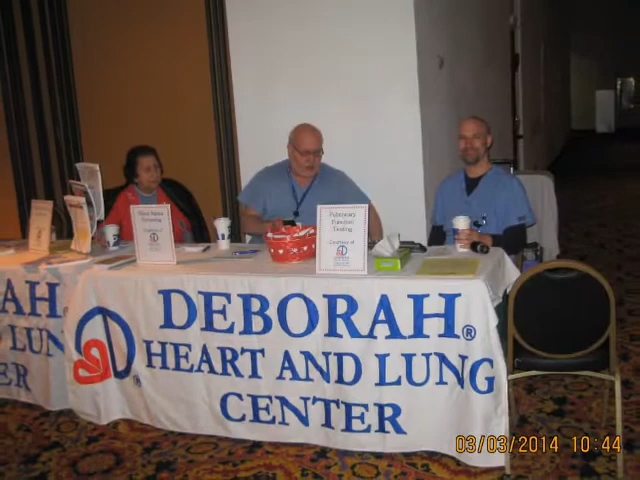 Pulmonary
Function
Testing
Courtesy of
AH
LUN
ER
DEBORAH®
HEART AND LUNG®
CENTER
03/03/2014 10:44